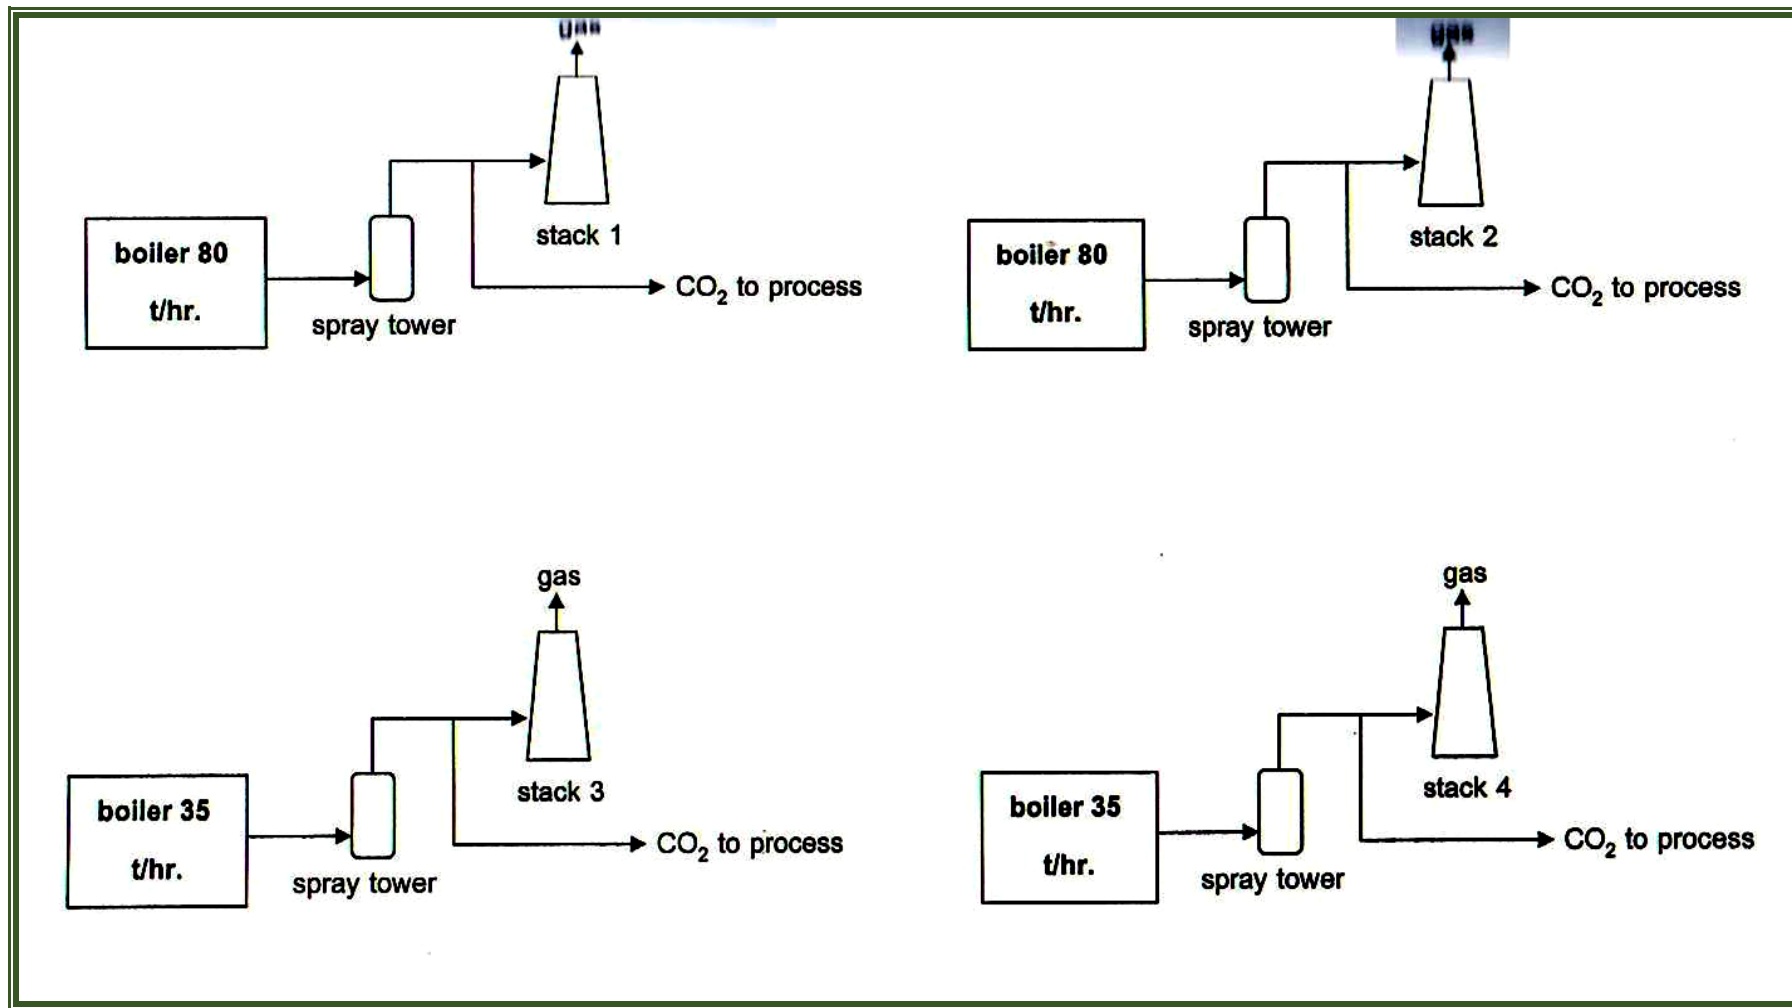 gas
gas
boiler 80
t/hr.
spray tower
stack 1
CO₂ to process
boiler 80
t/hr.
spray tower
stack 2
CO₂ to process
gas
boiler 35
t/hr.
spray tower
stack 3
CO₂ to process
gas
boiler 35
t/hr.
spray tower
stack 4
CO₂ to process